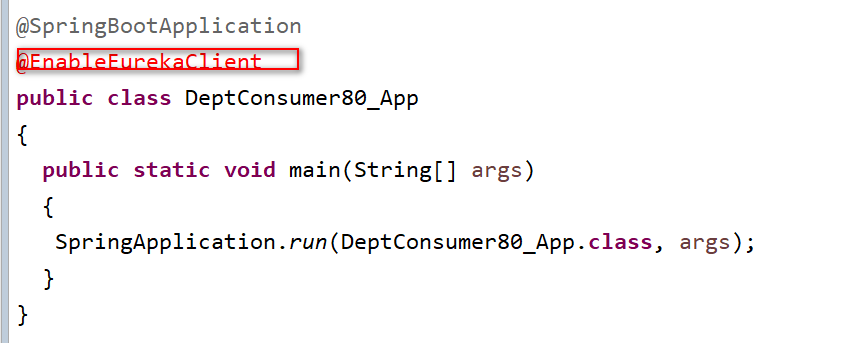 @SpringBootApplication
@EnableEurekaClient
public class DeptConsumer80_App
{
public static void main(String[] args)
{
SpringApplication.run(DeptConsumer80_App.class, args);
}
}